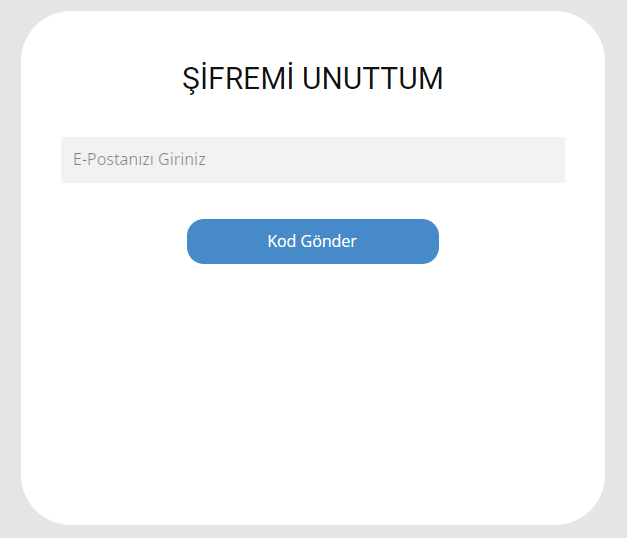 ŞİFREMİ UNUTTUM
E-Postanızı Giriniz
Kod Gönder